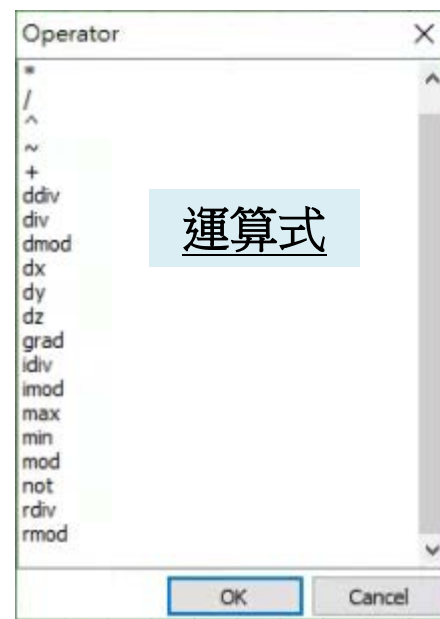 Operator
*
/
^
~
+
ddiv
div
dmod
dx
dy
dz
grad
idiv
imod
max
min
mod
not
rdiv
rmod
運算式
OK
Cancel